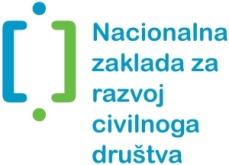 Nacionalna
zaklada za
razvoj
civilnoga
društva